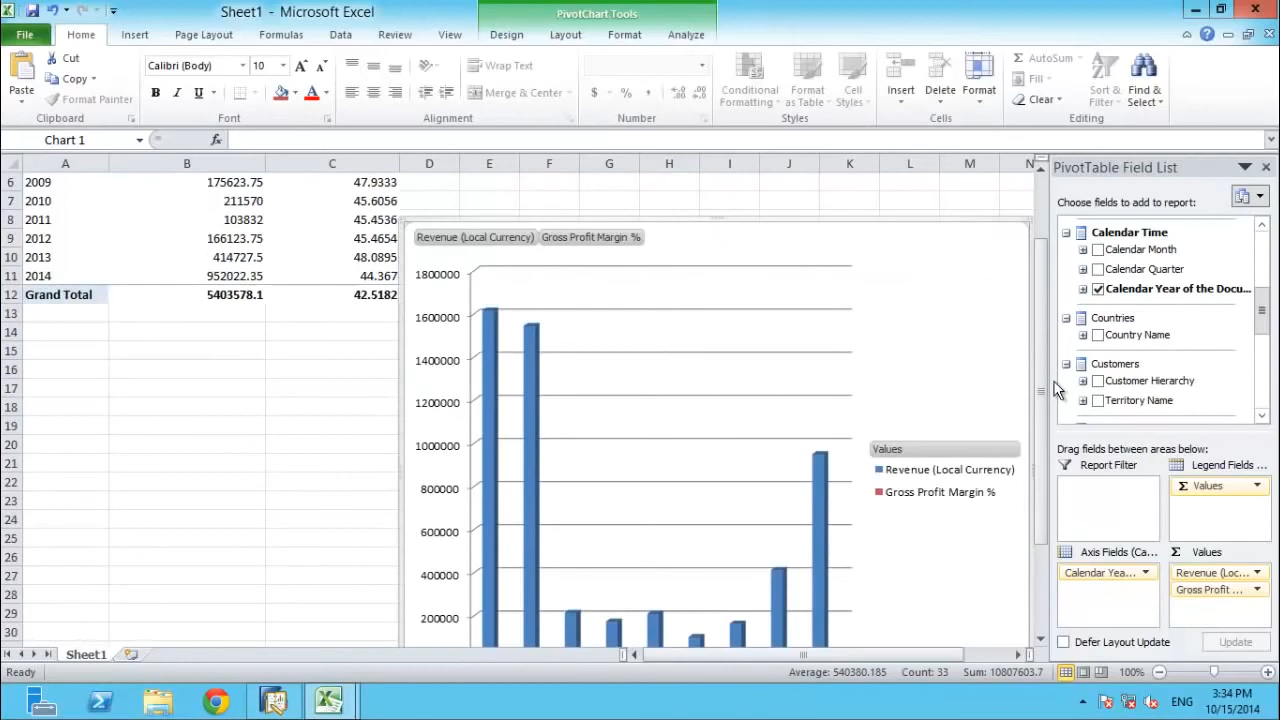 Sheet1 - Microsoft Excel
PivotChart Tools
File Home Insert Page Layout Formulas Data Review View Design Layout Format Analyze
Paste
Cut
Copy
Format Painter
Clipboard
Calibri (Body) 10
B I U
Font
Wrap Text
Merge & Center
Alignment
$ % ,
Number
Conditional Formatting
Format as Table
Cell Styles
Styles
Insert Delete Format
Cells
Σ AutoSum
Fill
Clear
Sort & Filter
Find & Select
Editing
Chart 1 fx
A B C D E F G H I J K L M N
6 2009 175623.75 47.9333
7 2010 211570 45.6056
8 2011 103832 45.4536
9 2012 166123.75 45.4654
10 2013 414727.5 48.0895
11 2014 952022.35 44.367
12 Grand Total 5403578.1 42.5182
13
14
15
16
17
18
19
20
21
22
23
24
25
26
27
28
29
30
Revenue (Local Currency) Gross Profit Margin %
1800000
1600000
1400000
1200000
1000000
800000
600000
400000
200000
Values
Revenue (Local Currency)
Gross Profit Margin %
PivotTable Field List
Choose fields to add to report:
Calendar Time
Calendar Month
Calendar Quarter
Calendar Year of the Docu...
Countries
Country Name
Customers
Customer Hierarchy
Territory Name
Drag fields between areas below:
Report Filter
Legend Fields ...
Σ Values
Axis Fields (Ca...
Σ Values
Calendar Yea...
Revenue (Loc...
Gross Profit ...
Defer Layout Update
Update
Sheet1
Ready
Average: 540380.185 Count: 33 Sum: 10807603.7
100%
ENG
3:34 PM
10/15/2014